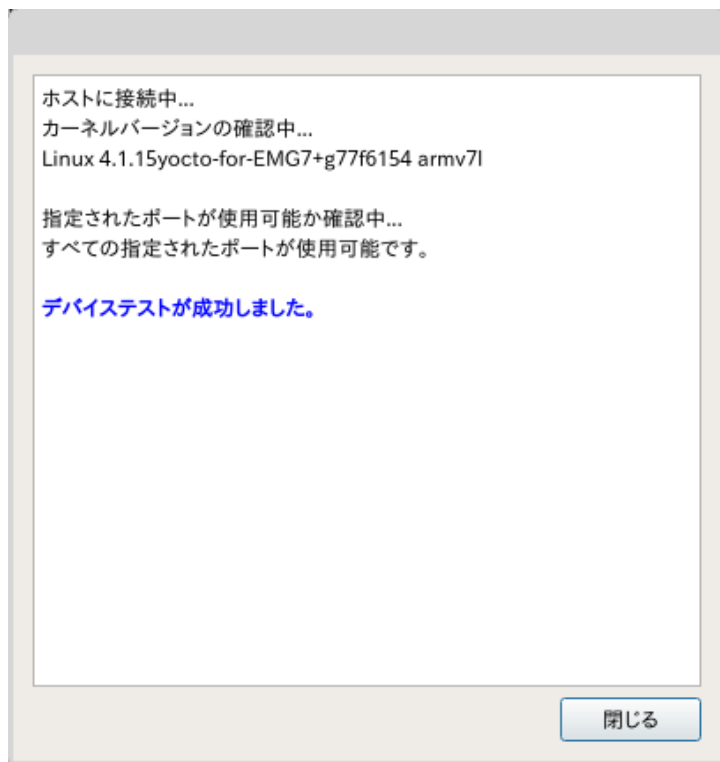 ホストに接続中...
カーネルバージョンの確認中...
Linux 4.1.15yocto-for-EMG7+g77f6154 armv7l
指定されたポートが使用可能か確認中...
すべての指定されたポートが使用可能です。
デバイステストが成功しました。
閉じる